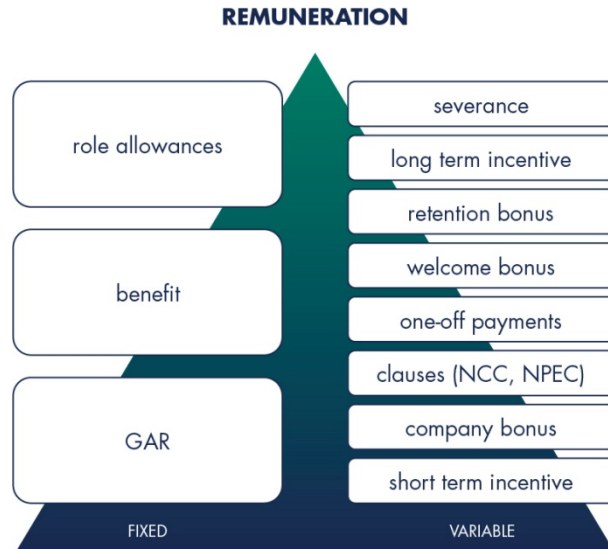 REMUNERATION
role allowances
benefit
GAR
FIXED
severance
long term incentive
retention bonus
welcome bonus
one-off payments
clauses (NCC, NPEC)
company bonus
short term incentive
VARIABLE